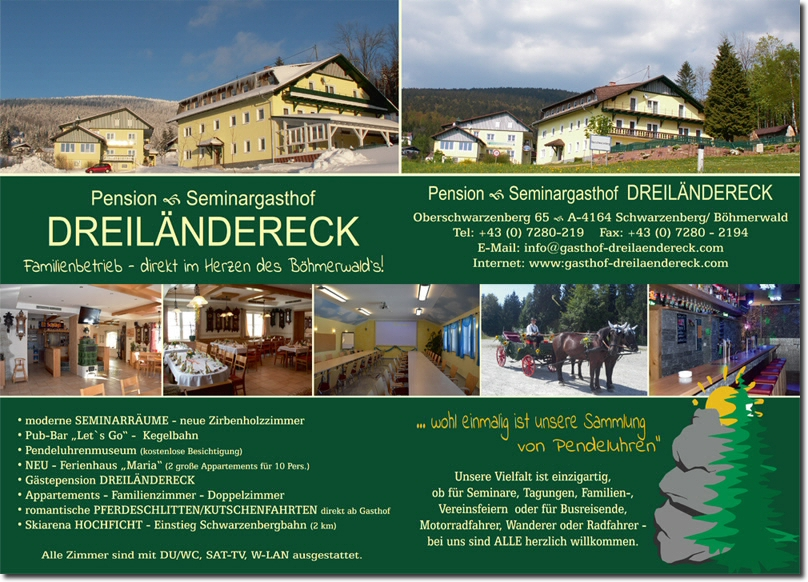 Pension Seminargasthof
DREILÄNDERECK
Familienbetrieb - direkt im Herzen des Böhmerwald's!
Pension Seminargasthof DREILÄNDERECK
Oberschwarzenberg 65 A-4164 Schwarzenberg/ Böhmerwald
Tel: +43 (0) 7280-219 Fax: +43 (0) 7280 - 2194
E-Mail: info@gasthof-dreilaendereck.com
Internet: www.gasthof-dreilaendereck.com
• moderne SEMINARRÄUME - neue Zirbenholzzimmer
• Pub-Bar „Let`s Go“ - Kegelbahn
• Pendeluhrenmuseum (kostenlose Besichtigung)
• NEU - Ferienhaus „Maria“ (2 große Appartements für 10 Pers.)
• Gästepension DREILÄNDERECK
• Appartements - Familienzimmer - Doppelzimmer
• romantische PFERDESCHLITTEN/KUTSCHENFAHRTEN direkt ab Gasthof
• Skiarena HOCHFICHT - Einstieg Schwarzenbergbahn (2 km)
Alle Zimmer sind mit DU/WC, SAT-TV, W-LAN ausgestattet.
... wohl einmalig ist unsere Sammlung
von Pendeluhren"
Unsere Vielfalt ist einzigartig,
ob für Seminare, Tagungen, Familien-,
Vereinsfeiern oder für Busreisende,
Motorradfahrer, Wanderer oder Radfahrer -
bei uns sind ALLE herzlich willkommen.